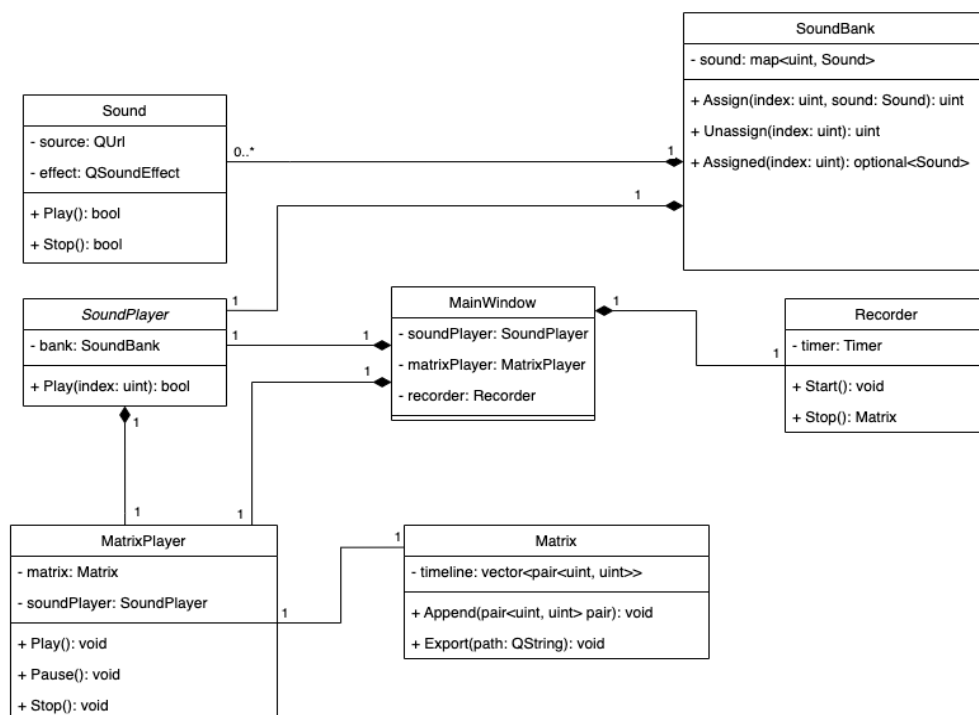 SoundBank
- sound: map<uint, Sound>
+ Assign(index: uint, sound: Sound): uint
+ Unassign(index: uint): uint
+ Assigned(index: uint): optional<Sound>
Sound
- source: QUrl
- effect: QSoundEffect
+ Play(): bool
+ Stop(): bool
0..*
1
1
1
SoundPlayer
- bank: SoundBank
+ Play(index: uint): bool
1
1
1
1
MainWindow
- soundPlayer: SoundPlayer
- matrixPlayer: MatrixPlayer
- recorder: Recorder
1
1
Recorder
- timer: Timer
+ Start(): void
+ Stop(): Matrix
1
1
1
MatrixPlayer
- matrix: Matrix
- soundPlayer: SoundPlayer
+ Play(): void
+ Pause(): void
+ Stop(): void
1
1
Matrix
- timeline: vector<pair<uint, uint>>
+ Append(pair<uint, uint> pair): void
+ Export(path: QString): void